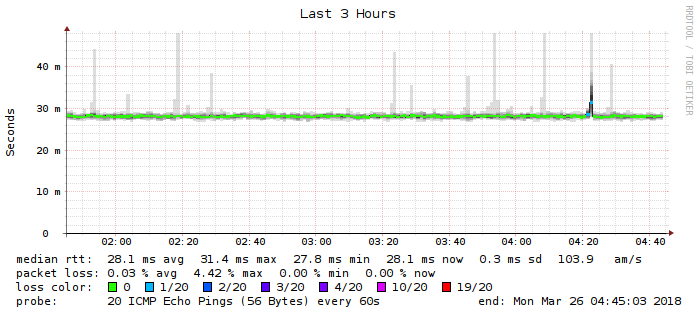 Last 3 Hours
RRDTOOL / TOBI OETIKER
Seconds
40 m
30 m
20 m
10 m
0
02:00 02:20 02:40 03:00 03:20 03:40 04:00 04:20 04:40
median rtt: 28.1 ms avg 31.4 ms max 27.8 ms min 28.1 ms now 0.3 ms sd 103.9 am/s
packet loss: 0.03 % avg 4.42 % max 0.00 % min 0.00 % now
loss color: 0 1/20 2/20 3/20 4/20 10/20 19/20
probe: 20 ICMP Echo Pings (56 Bytes) every 60s end: Mon Mar 26 04:45:03 2018